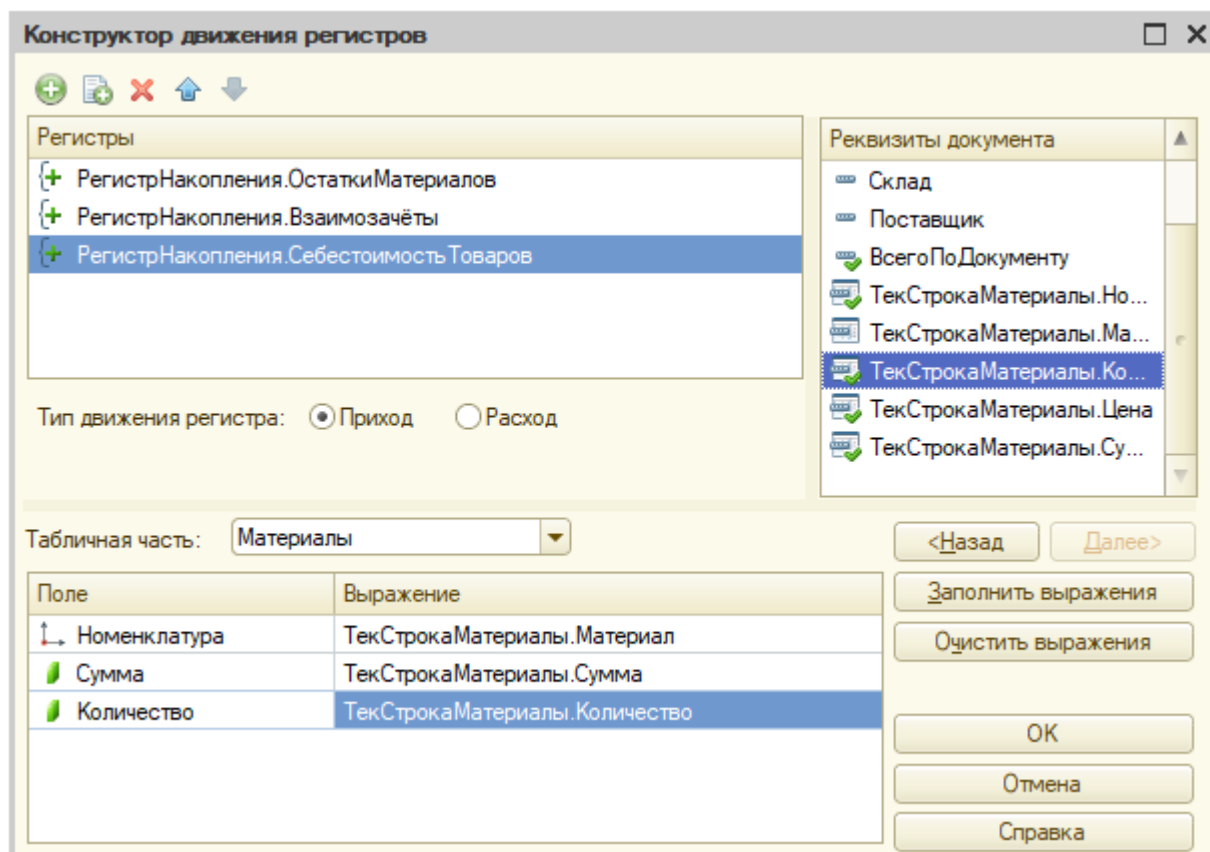 Конструктор движения регистров
Регистры
РегистрНакопления.ОстаткиМатериалов
РегистрНакопления.Взаимозачёты
РегистрНакопления.СебестоимостьТоваров
Реквизиты документа
Склад
Поставщик
ВсегоПоДокументу
ТекСтрокаМатериалы.Но...
ТекСтрокаМатериалы.Ма...
ТекСтрокаМатериалы.Ко...
ТекСтрокаМатериалы.Цена
ТекСтрокаМатериалы.Су...
Тип движения регистра: Приход Расход
Табличная часть: Материалы
<Назад Далее>
Поле Выражение
Номенклатура ТекСтрокаМатериалы.Материал
Сумма ТекСтрокаМатериалы.Сумма
Количество ТекСтрокаМатериалы.Количество
Заполнить выражения
Очистить выражения
OK
Отмена
Справка